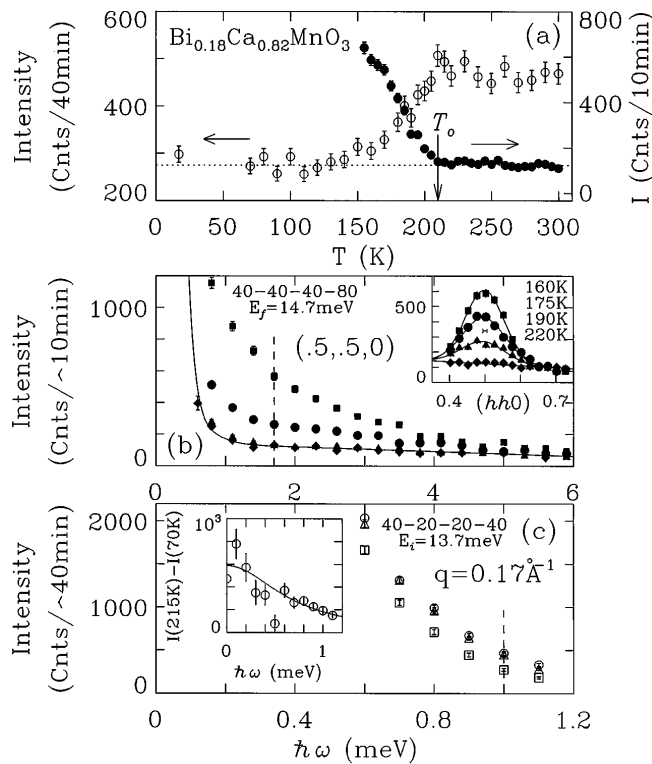 Bi0.18Ca0.82MnO3
(a)
600
500
400
300
200
Intensity
(Cnts/40min)
800
400
0
I (Cnts/10min)
To
0 50 100 150 200 250 300
T (K)
1000
0
Intensity
(Cnts/~10min)
40-40-40-80
Ef=14.7meV
(.5,.5,0)
(b)
500
0
160K
175K
190K
220K
0.4 (hh0) 0.7
0 2 4 6
2000
1000
0
Intensity
(Cnts/~40min)
10^3
0
I(215K)-I(70K)
0 1
ħω (meV)
40-20-20-40
Ei=13.7meV
(c)
q=0.17Å-1
0 0.4 0.8 1.2
ħω (meV)